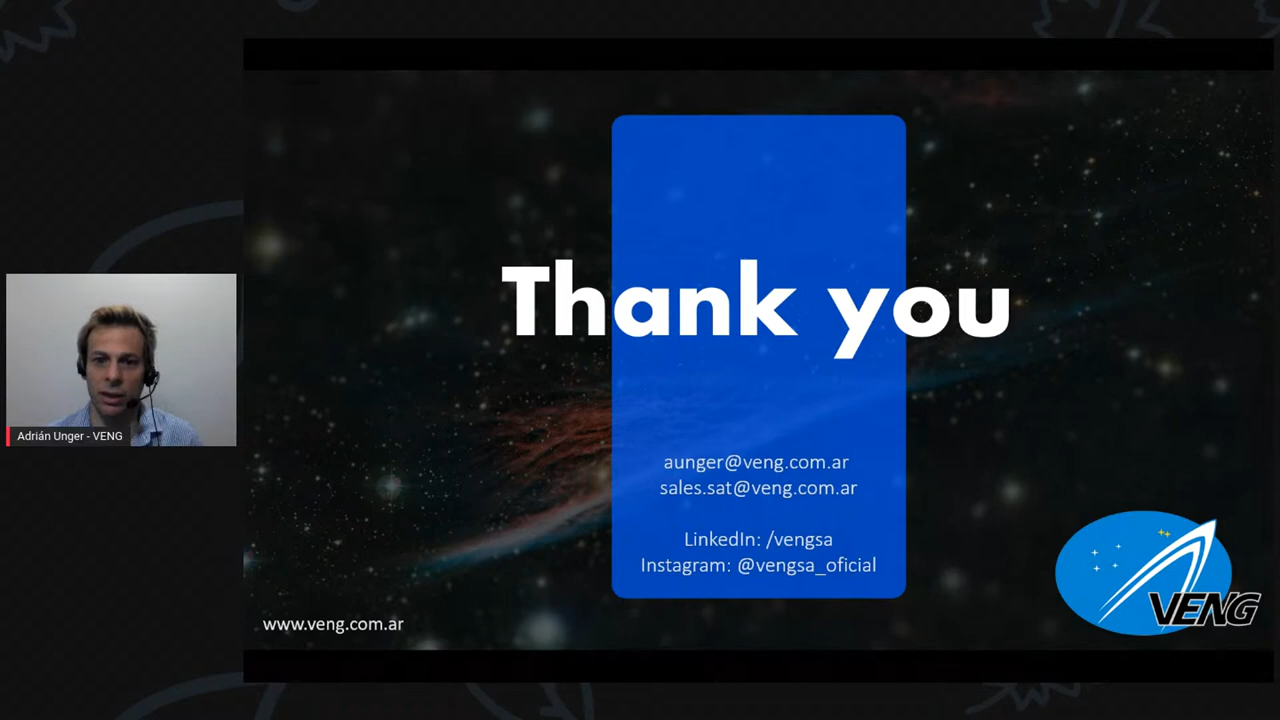 Thank you
aunger@veng.com.ar
sales.sat@veng.com.ar
LinkedIn: /vengsa
Instagram: @vengsa_oficial
www.veng.com.ar
VENG
Adrián Unger - VENG